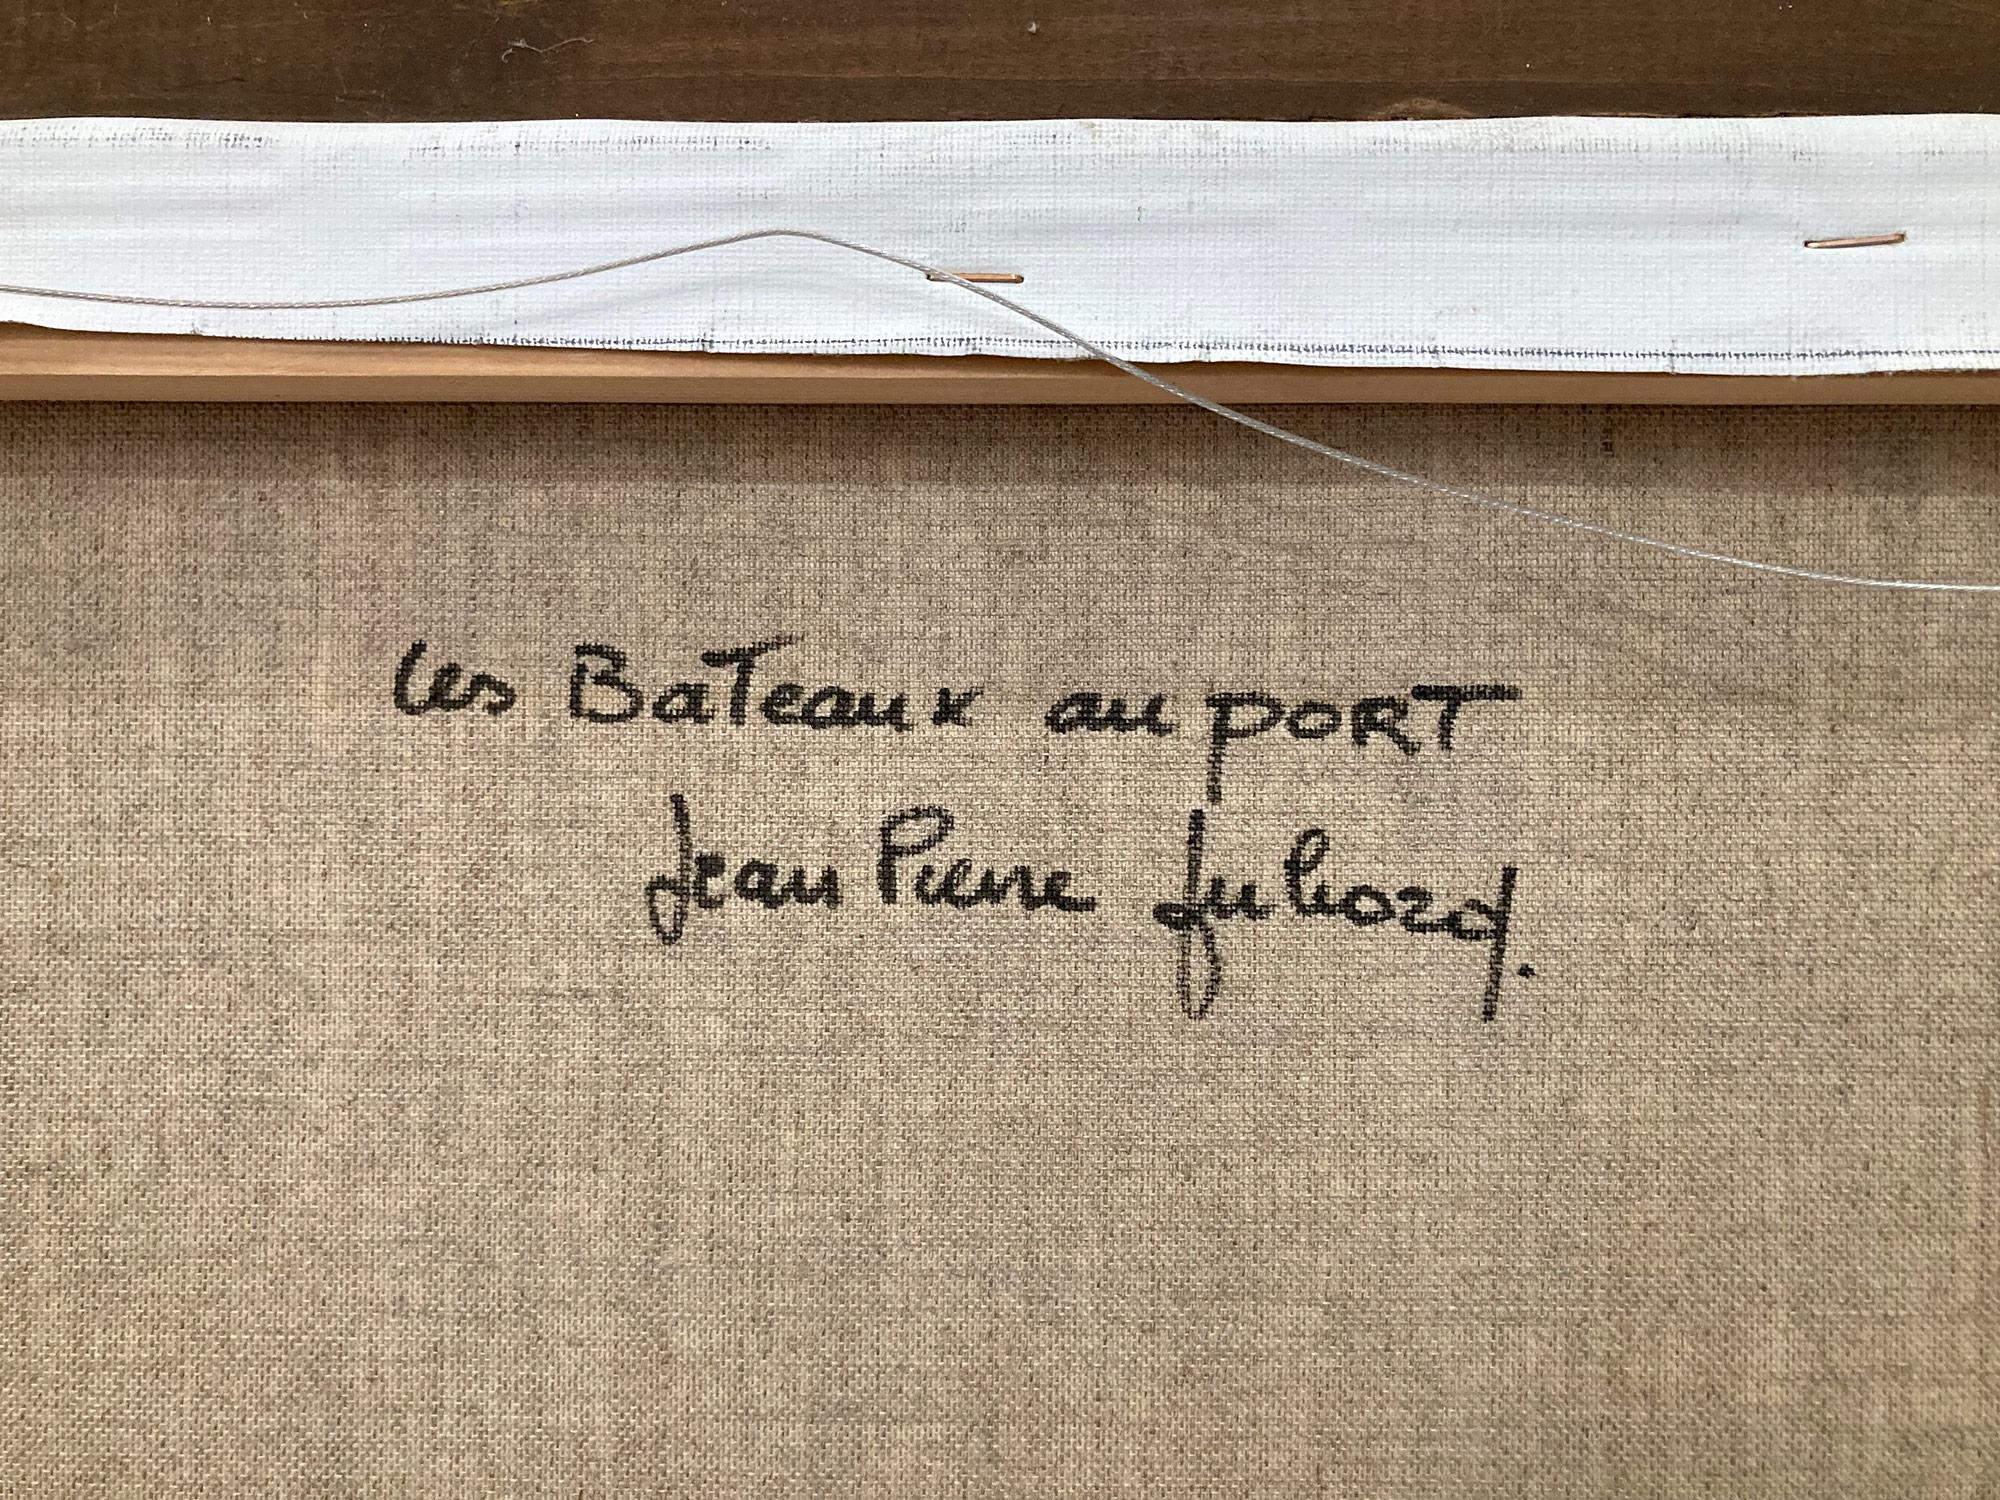 Les Bateaux au port
Jean Pierre Dubord.